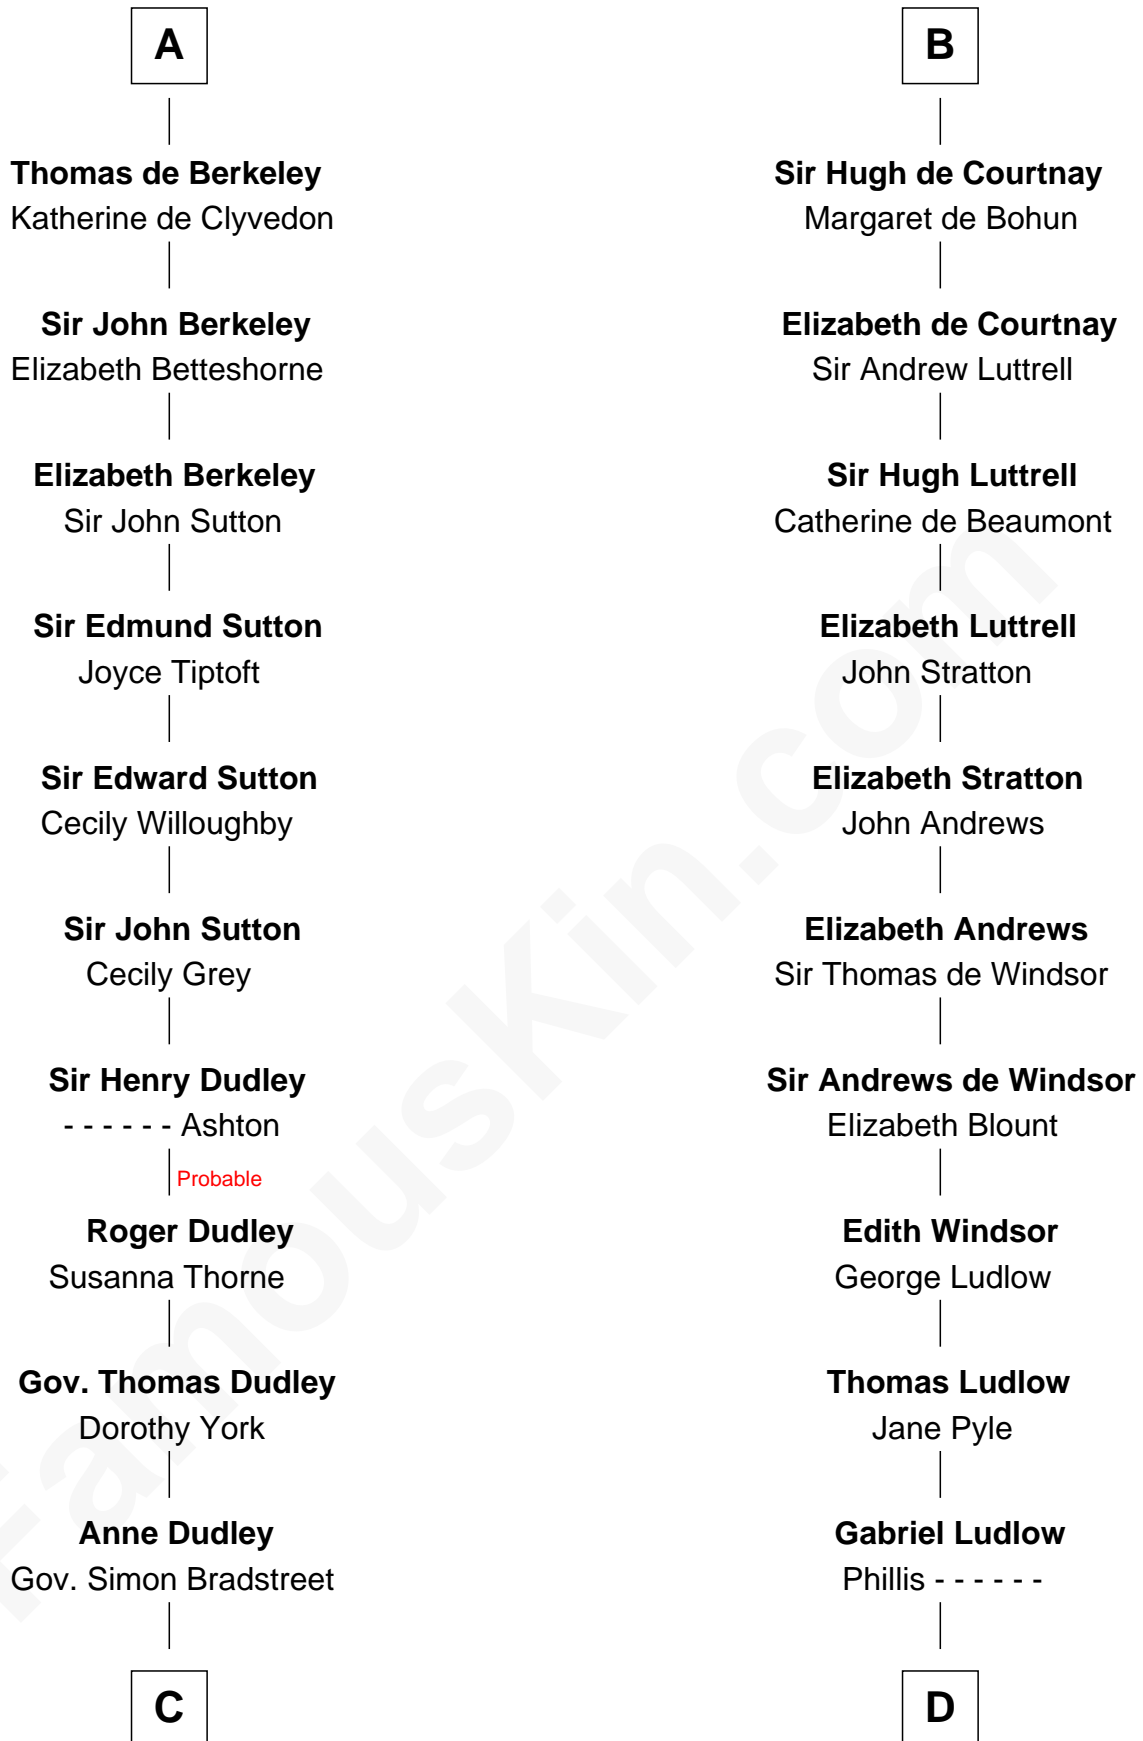 A
Thomas de Berkeley
Katherine de Clyvedon
Sir John Berkeley
Elizabeth Betteshorne
Elizabeth Berkeley
Sir John Sutton
Sir Edmund Sutton
Joyce Tiptoft
Sir Edward Sutton
Cecily Willoughby
Sir John Sutton
Cecily Grey
Sir Henry Dudley
- - - - - - Ashton
Probable
Roger Dudley
Susanna Thorne
Gov. Thomas Dudley
Dorothy York
Anne Dudley
Gov. Simon Bradstreet
C
B
Sir Hugh de Courtnay
Margaret de Bohun
Elizabeth de Courtnay
Sir Andrew Luttrell
Sir Hugh Luttrell
Catherine de Beaumont
Elizabeth Luttrell
John Stratton
Elizabeth Stratton
John Andrews
Elizabeth Andrews
Sir Thomas de Windsor
Sir Andrews de Windsor
Elizabeth Blount
Edith Windsor
George Ludlow
Thomas Ludlow
Jane Pyle
Gabriel Ludlow
Phillis - - - - - -
D
FamousKin.com